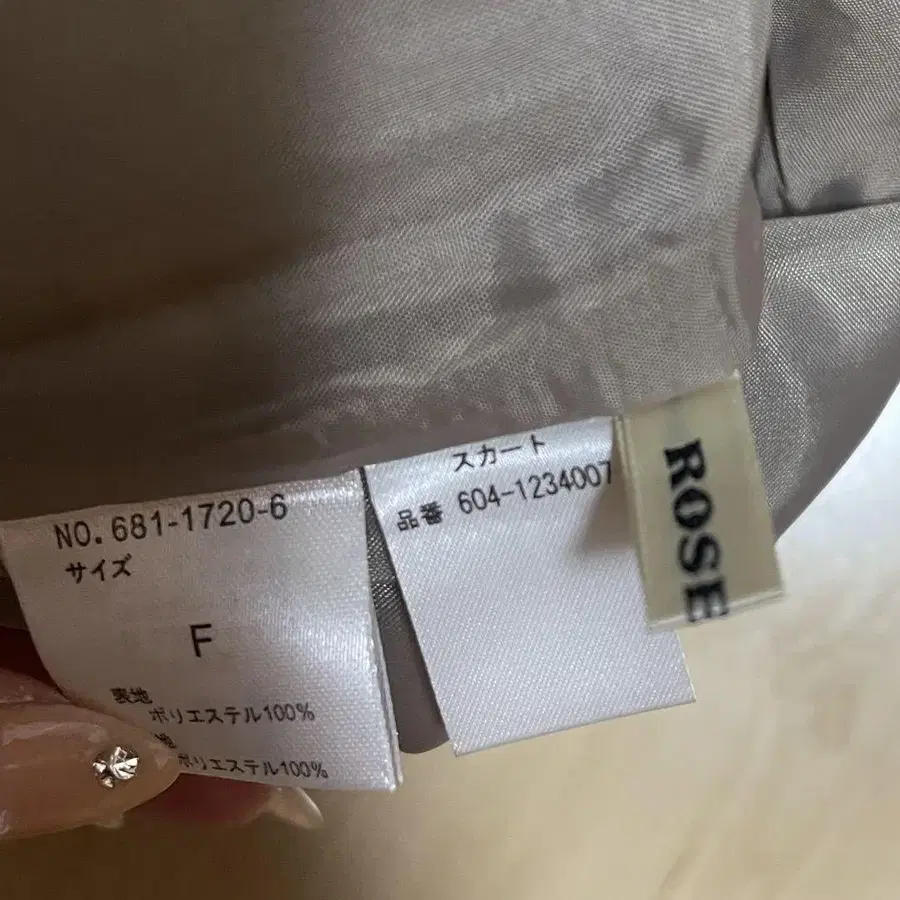 NO. 681-1720-6
サイズ
F
表地
ポリエステル100%
ポリエステル100%
スカート
品番 604-1234007
ROSE